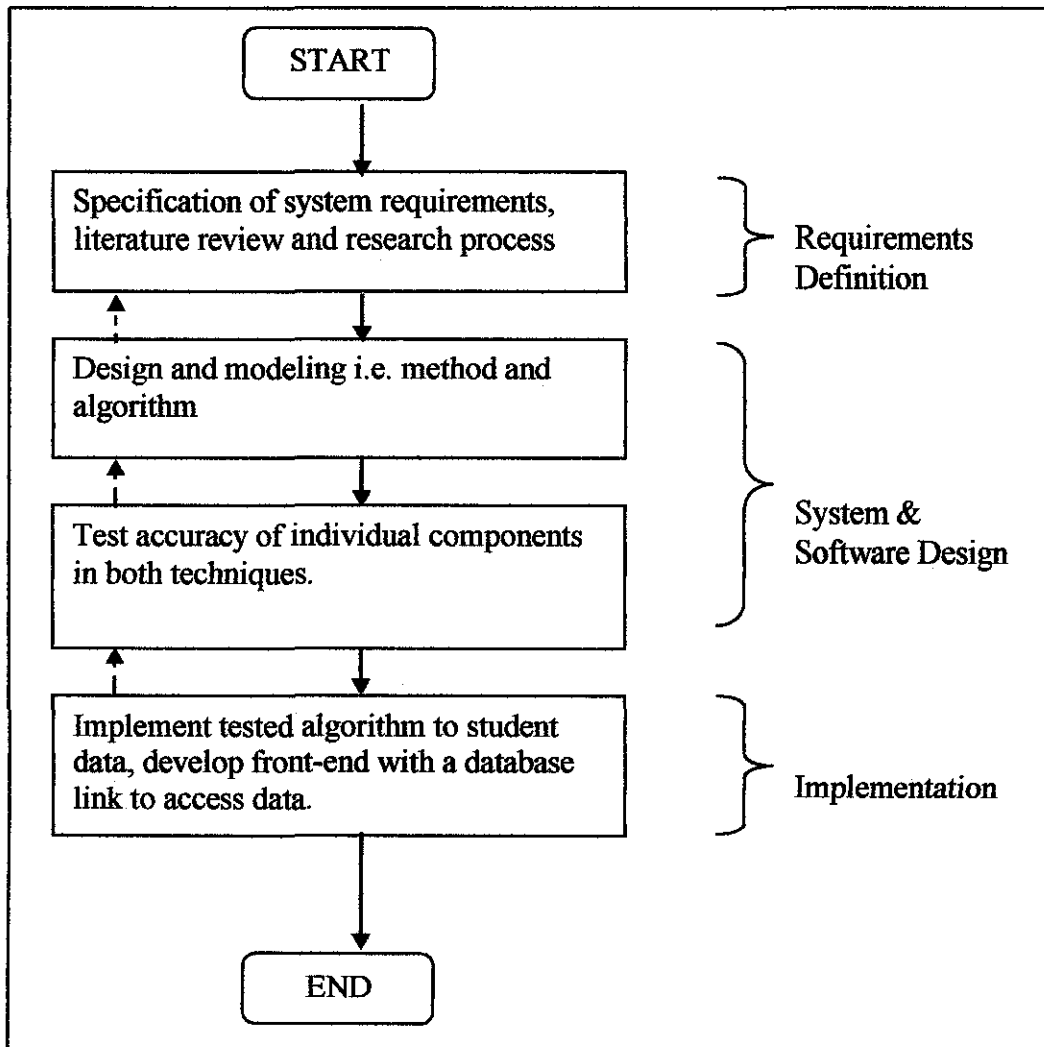 START
Specification of system requirements,
literature review and research process
Requirements
Definition
Design and modeling i.e. method and
algorithm
Test accuracy of individual components
in both techniques.
System &
Software Design
Implement tested algorithm to student
data, develop front-end with a database
link to access data.
Implementation
END